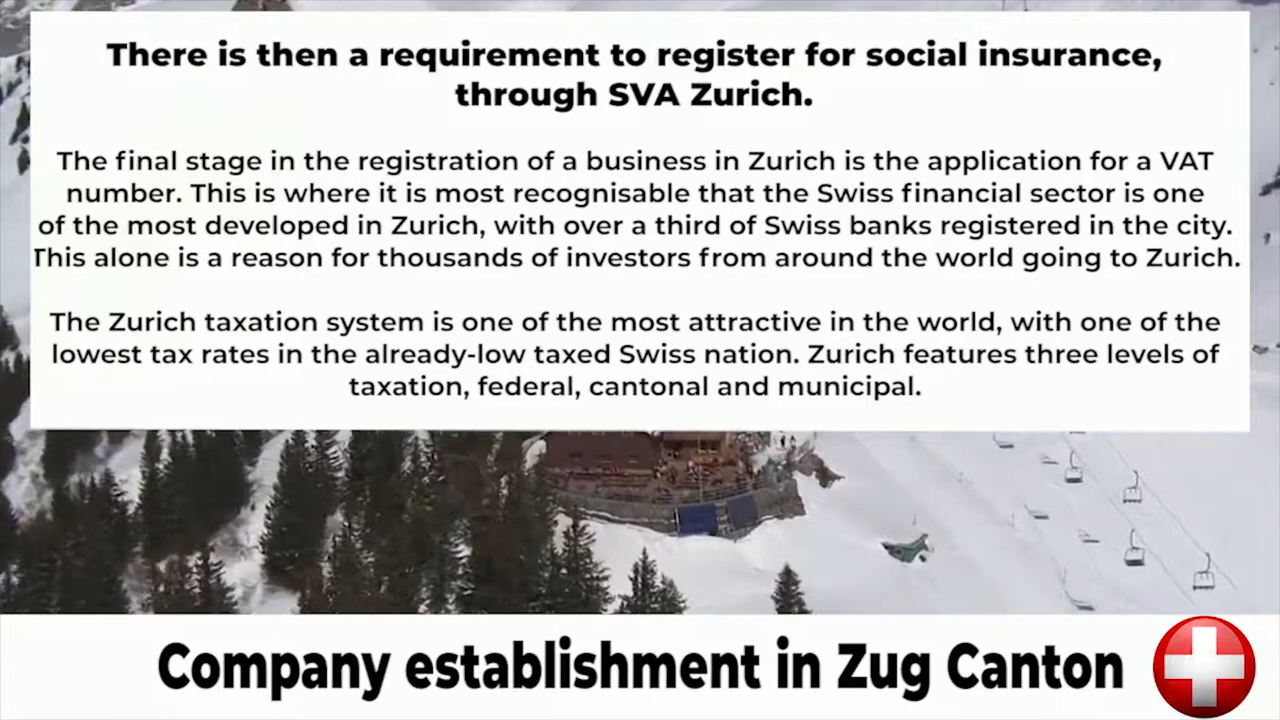 There is then a requirement to register for social insurance,
through SVA Zurich.
The final stage in the registration of a business in Zurich is the application for a VAT
number. This is where it is most recognisable that the Swiss financial sector is one
of the most developed in Zurich, with over a third of Swiss banks registered in the city.
This alone is a reason for thousands of investors from around the world going to Zurich.
The Zurich taxation system is one of the most attractive in the world, with one of the
lowest tax rates in the already-low taxed Swiss nation. Zurich features three levels of
taxation, federal, cantonal and municipal.
Company establishment in Zug Canton